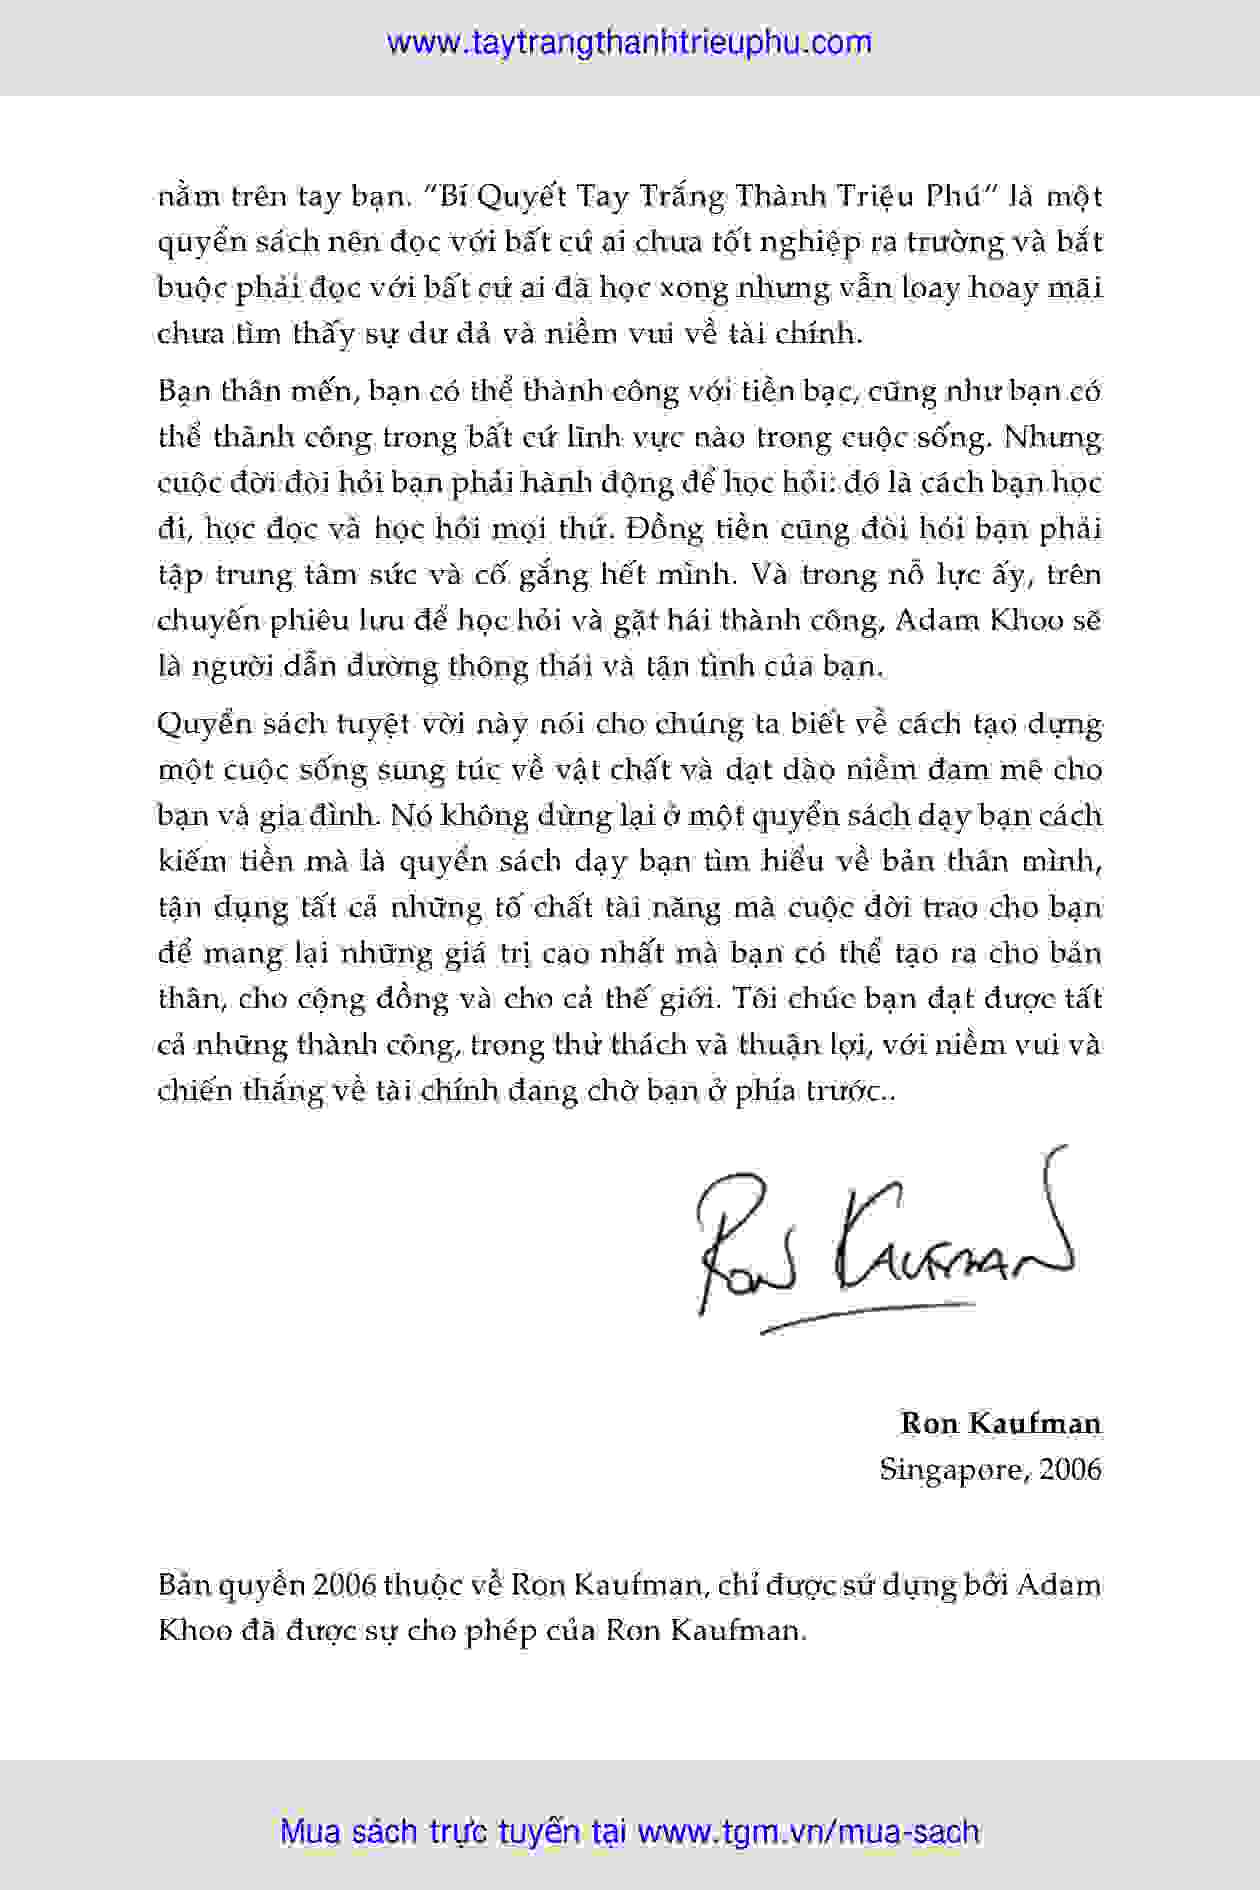 www.taytrangthanhtrieuphu.com
nằm trên tay bạn. “Bí Quyết Tay Trắng Thành Triệu Phú“ là một
quyển sách nên đọc với bất cứ ai chưa tốt nghiệp ra trường và bắt
buộc phải đọc với bất cứ ai đã học xong nhưng vẫn loay hoay mãi
chưa tìm thấy sự dư dả và niềm vui về tài chính.
Bạn thân mến, bạn có thể thành công với tiền bạc, cũng như bạn có
thể thành công trong bất cứ lĩnh vực nào trong cuộc sống. Nhưng
cuộc đời đòi hỏi bạn phải hành động để học hỏi: đó là cách bạn học
đi, học đọc và học hỏi mọi thứ. Đồng tiền cũng đòi hỏi bạn phải
tập trung tâm sức và cố gắng hết mình. Và trong nỗ lực ấy, trên
chuyến phiêu lưu để học hỏi và gặt hái thành công, Adam Khoo sẽ
là người dẫn đường thông thái và tận tình của bạn.
Quyển sách tuyệt vời này nói cho chúng ta biết về cách tạo dựng
một cuộc sống sung túc về vật chất và dạt dào niềm đam mê cho
bạn và gia đình. Nó không dừng lại ở một quyển sách dạy bạn cách
kiếm tiền mà là quyển sách dạy bạn tìm hiểu về bản thân mình,
tận dụng tất cả những tố chất tài năng mà cuộc đời trao cho bạn
để mang lại những giá trị cao nhất mà bạn có thể tạo ra cho bản
thân, cho cộng đồng và cho cả thế giới. Tôi chúc bạn đạt được tất
cả những thành công, trong thử thách và thuận lợi, với niềm vui và
chiến thắng về tài chính đang chờ bạn ở phía trước..
Ron Kaufman
Ron Kaufman
Singapore, 2006
Bản quyền 2006 thuộc về Ron Kaufman, chỉ được sử dụng bởi Adam
Khoo đã được sự cho phép của Ron Kaufman.
Mua sách trực tuyến tại www.tgm.vn/mua-sach